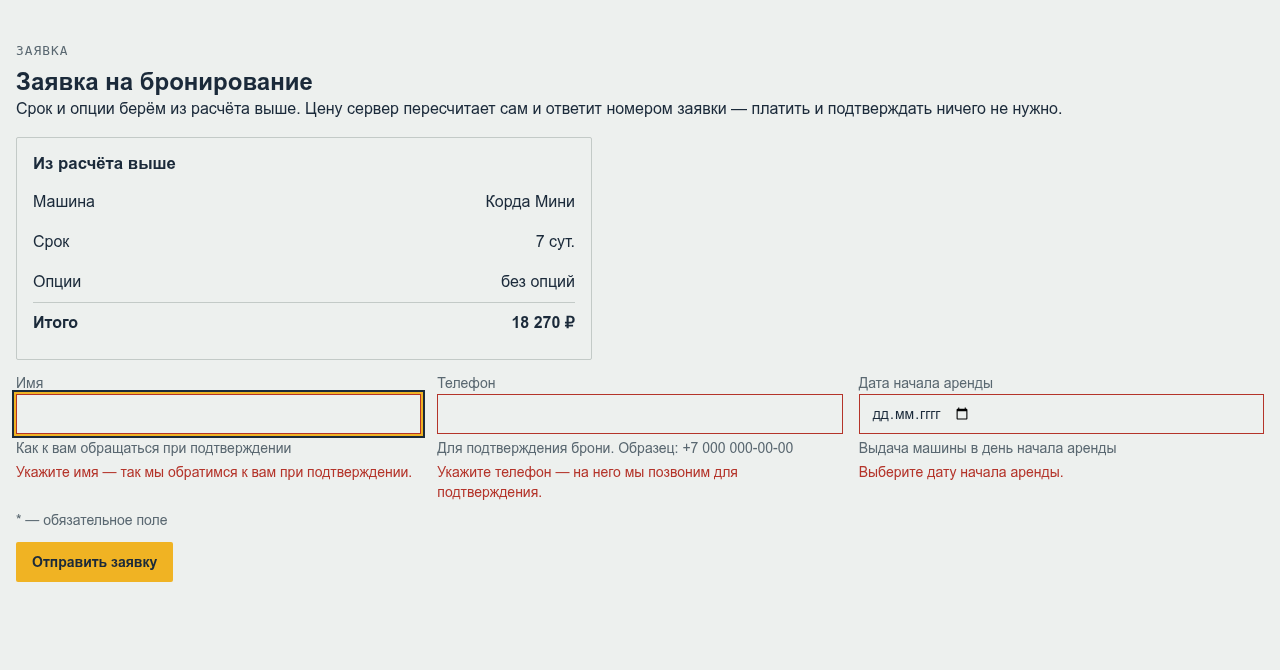 ЗАЯВКА
Заявка на бронирование
Срок и опции берём из расчёта выше. Цену сервер пересчитает сам и ответит номером заявки — платить и подтверждать ничего не нужно.
Из расчёта выше
Машина Корда Мини
Срок 7 сут.
Опции без опций
Итого 18 270 ₽
Имя
Как к вам обращаться при подтверждении
Укажите имя — так мы обратимся к вам при подтверждении.
Телефон
Для подтверждения брони. Образец: +7 000 000-00-00
Укажите телефон — на него мы позвоним для
подтверждения.
Дата начала аренды
дд.мм.гггг
Выдача машины в день начала аренды
Выберите дату начала аренды.
* — обязательное поле
Отправить заявку